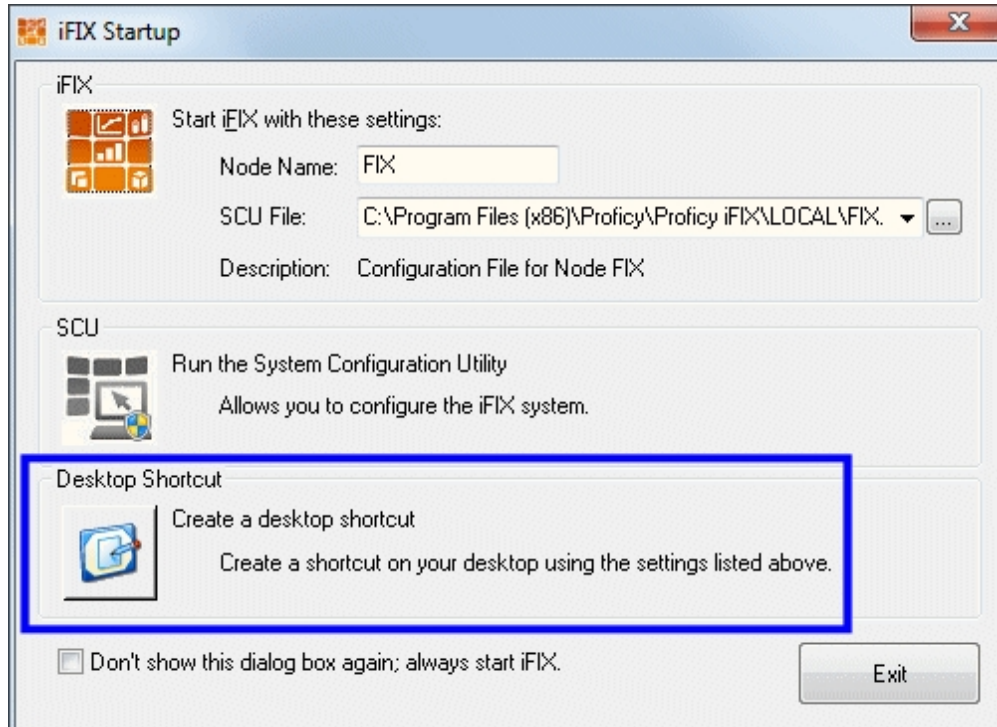 iFIX Startup
iFIX
Start iFIX with these settings:
Node Name: FIX
SCU File: C:\Program Files (x86)\Proficy\Proficy iFIX\LOCAL\FIX. ...
Description: Configuration File for Node FIX
SCU
Run the System Configuration Utility
Allows you to configure the iFIX system.
Desktop Shortcut
Create a desktop shortcut
Create a shortcut on your desktop using the settings listed above.
Don't show this dialog box again; always start iFIX.
Exit